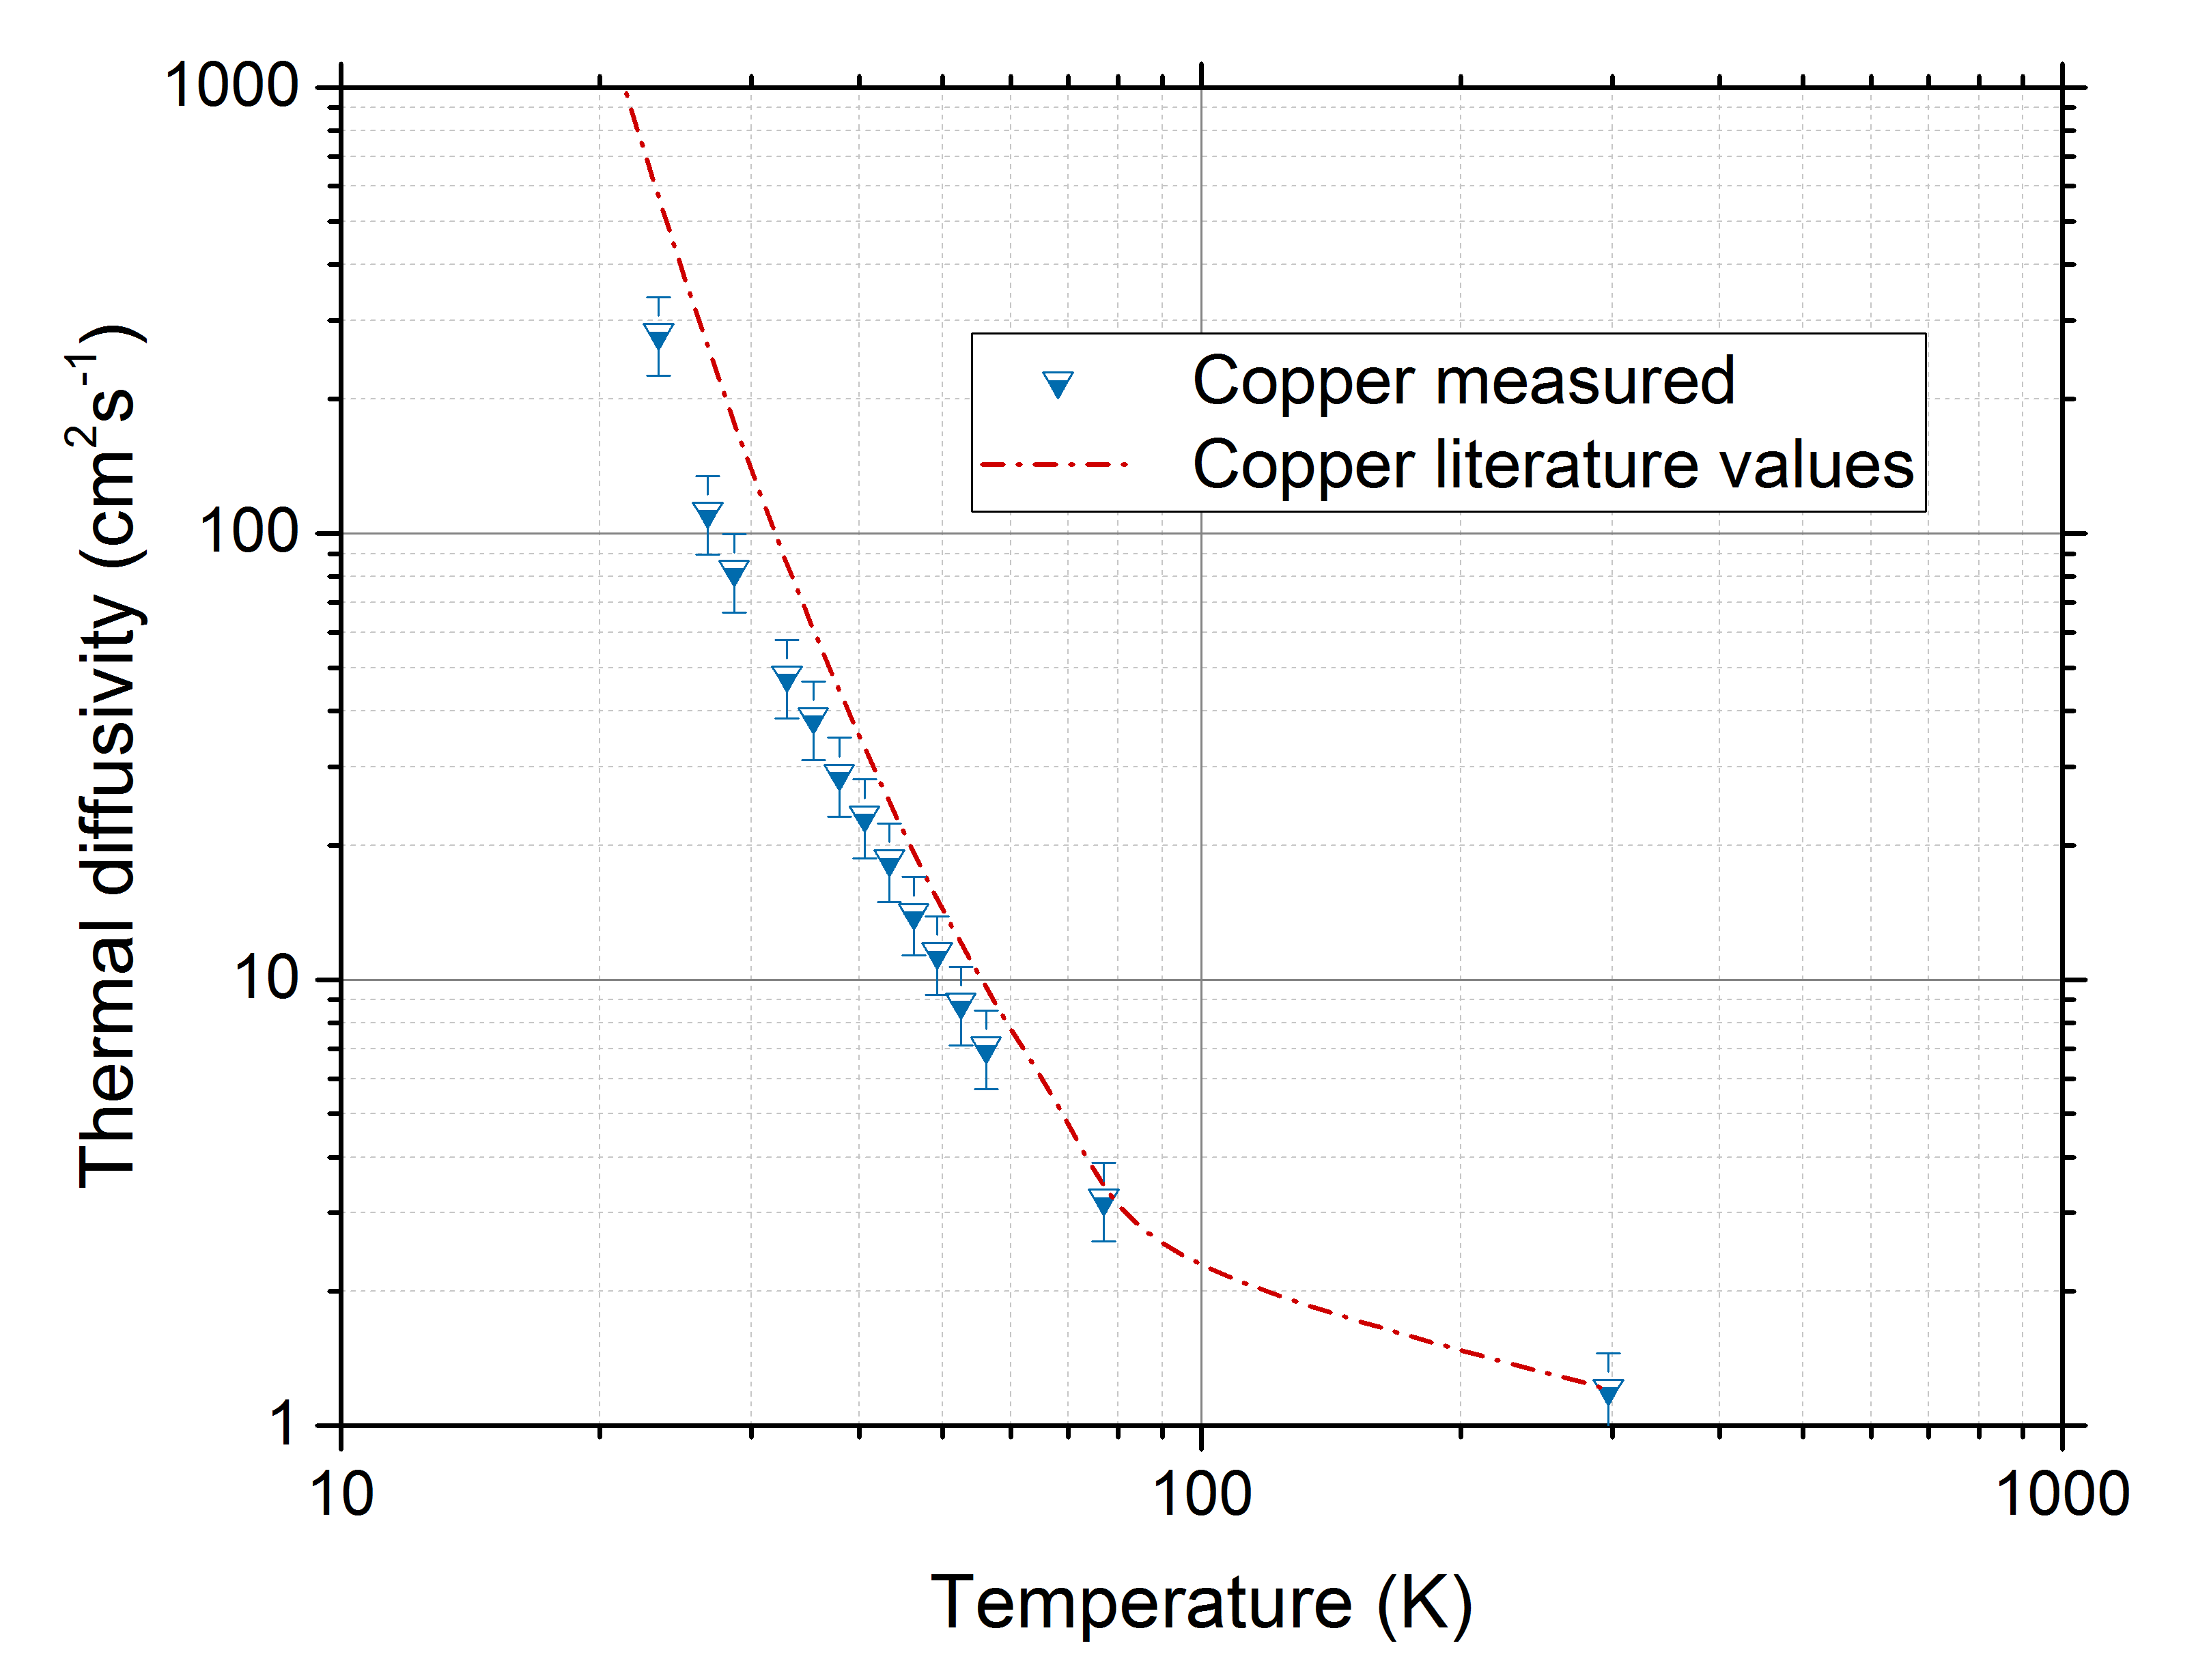 1000
100
10
1
Thermal diffusivity (cm²s⁻¹)
Copper measured
Copper literature values
10
100
1000
Temperature (K)